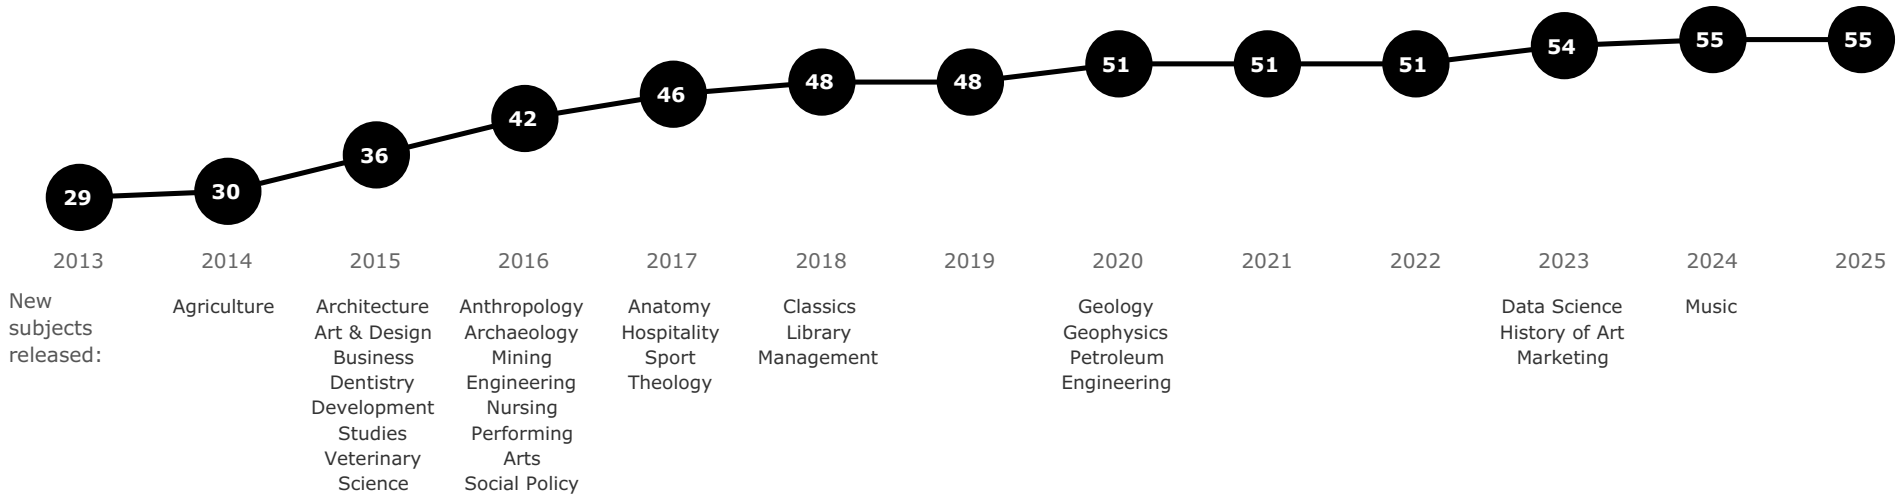 29
30
36
42
46
48
48
51
51
51
54
55
55
2013
2014
2015
2016
2017
2018
2019
2020
2021
2022
2023
2024
2025
New
subjects
released:
Agriculture
Architecture
Art & Design
Business
Dentistry
Development
Studies
Veterinary
Science
Anthropology
Archaeology
Mining
Engineering
Nursing
Performing
Arts
Social Policy
Anatomy
Hospitality
Sport
Theology
Classics
Library
Management
Geology
Geophysics
Petroleum
Engineering
Data Science
History of Art
Marketing
Music